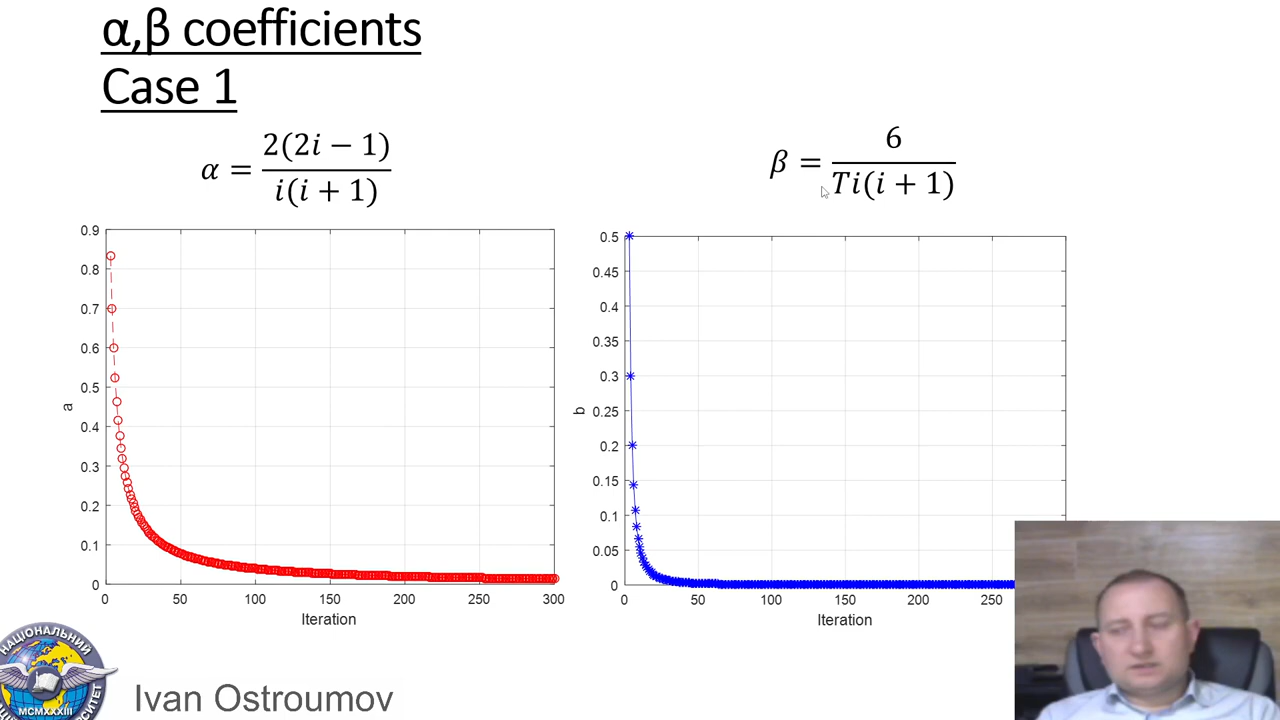 α,β coefficients
Case 1
α = 2(2i − 1) / i(i + 1)
β = 6 / Ti(i + 1)
0.9
0.8
0.7
0.6
0.5
0.4
0.3
0.2
0.1
0
a
0 50 100 150 200 250 300
Iteration
0.5
0.45
0.4
0.35
0.3
0.25
0.2
0.15
0.1
0.05
0
b
0 50 100 150 200 250
Iteration
НАЦІОНАЛЬНИЙ
MCMXXXIII
Ivan Ostroumov